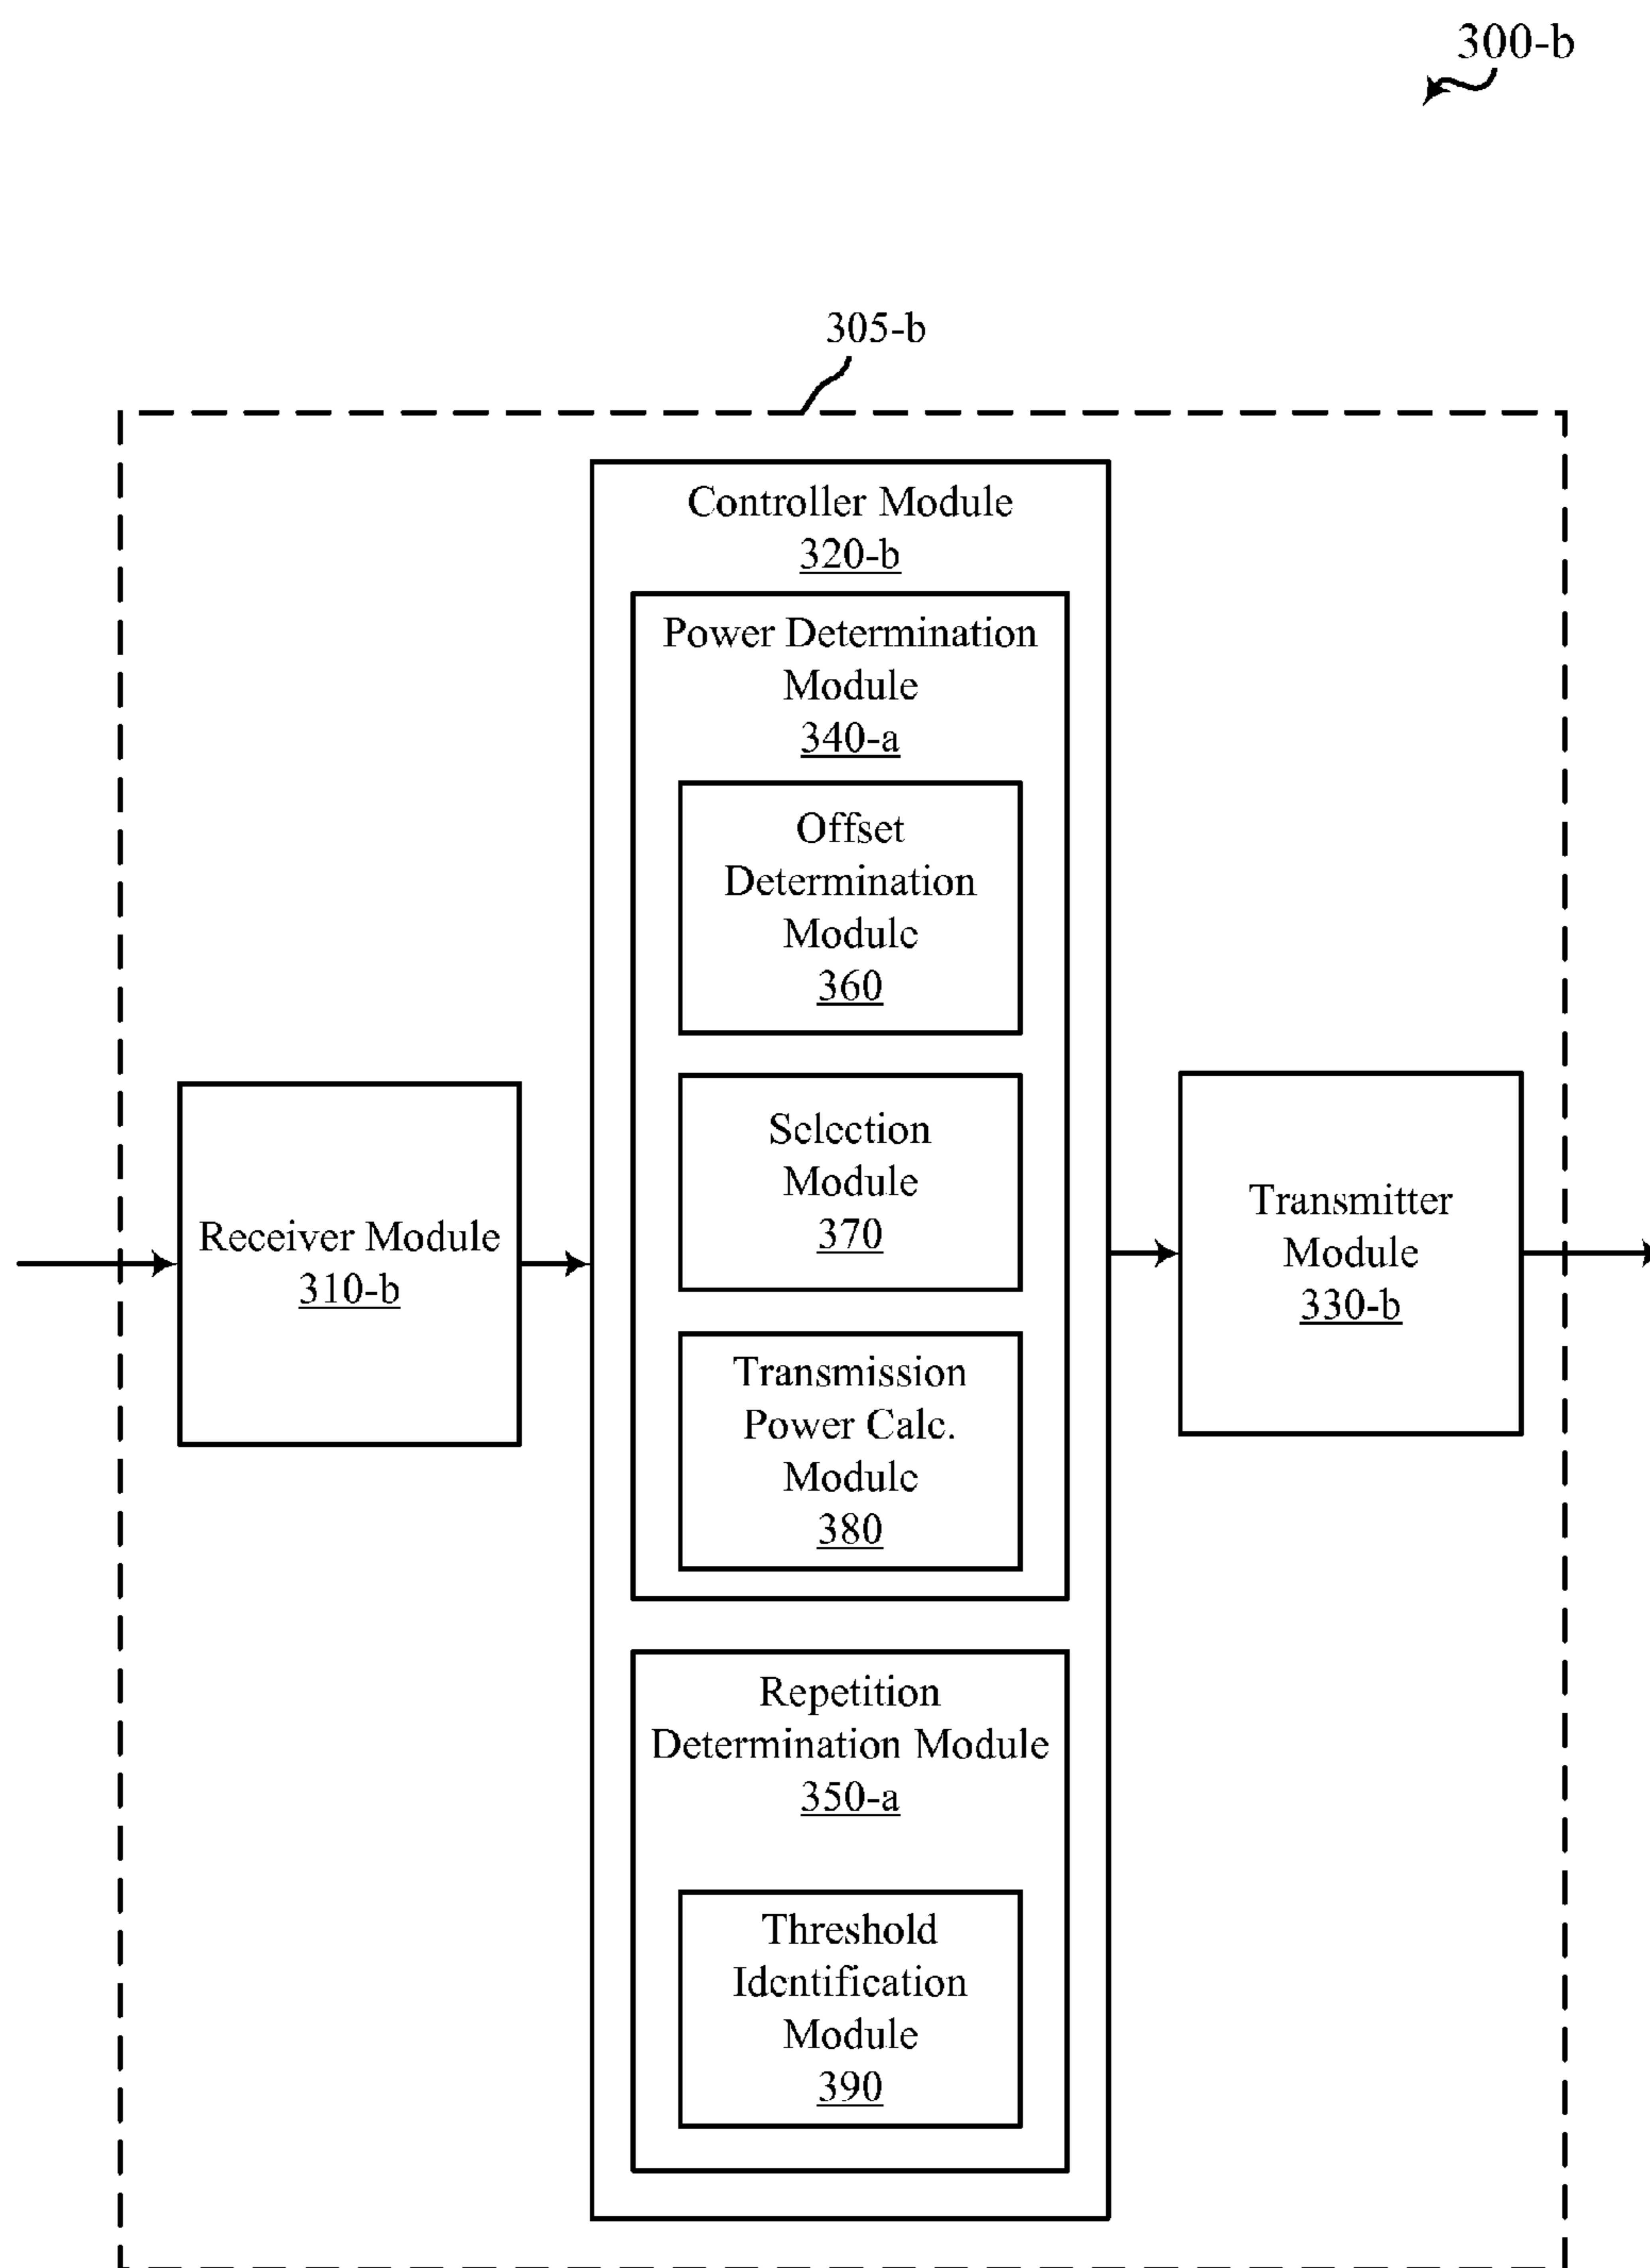 300-b
305-b
Controller Module
320-b
Power Determination
Module
340-a
Offset
Determination
Module
360
Selection
Module
370
Transmission
Power Calc.
Module
380
Receiver Module
310-b
Transmitter
Module
330-b
Repetition
Determination Module
350-a
Threshold
Identification
Module
390